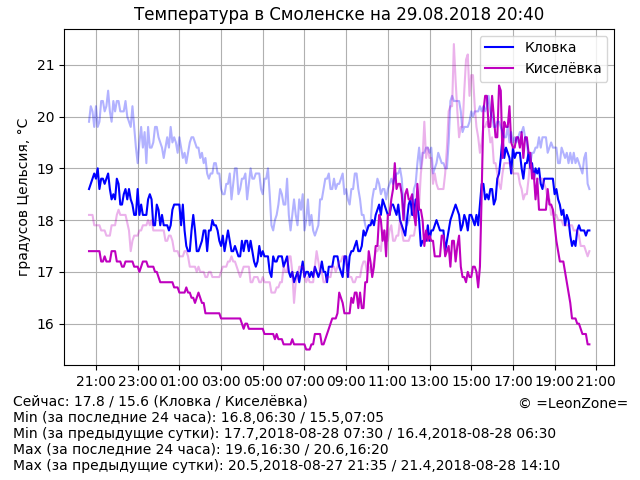 Температура в Смоленске на 29.08.2018 20:40
Кловка
Киселёвка
градусов Цельсия, °C
21
20
19
18
17
16
21:00 23:00 01:00 03:00 05:00 07:00 09:00 11:00 13:00 15:00 17:00 19:00 21:00
Сейчас: 17.8 / 15.6 (Кловка / Киселёвка)
© =LeonZone=
Min (за последние 24 часа): 16.8,06:30 / 15.5,07:05
Min (за предыдущие сутки): 17.7,2018-08-28 07:30 / 16.4,2018-08-28 06:30
Max (за последние 24 часа): 19.6,16:30 / 20.6,16:20
Max (за предыдущие сутки): 20.5,2018-08-27 21:35 / 21.4,2018-08-28 14:10